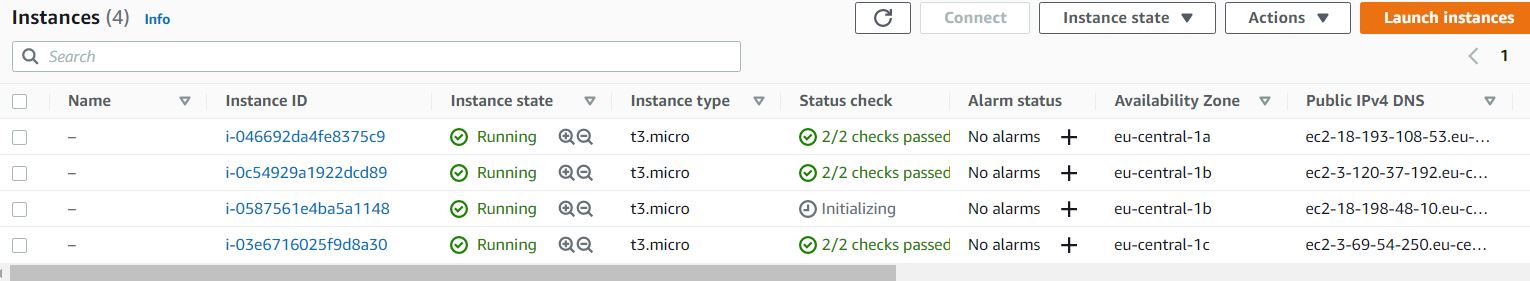 Instances (4) Info Connect Instance state Actions Launch instances
Search 1
Name Instance ID Instance state Instance type Status check Alarm status Availability Zone Public IPv4 DNS
– i-046692da4fe8375c9 Running t3.micro 2/2 checks passed No alarms + eu-central-1a ec2-18-193-108-53.eu-...
– i-0c54929a1922dcd89 Running t3.micro 2/2 checks passed No alarms + eu-central-1b ec2-3-120-37-192.eu-c...
– i-0587561e4ba5a1148 Running t3.micro Initializing No alarms + eu-central-1b ec2-18-198-48-10.eu-c...
– i-03e6716025f9d8a30 Running t3.micro 2/2 checks passed No alarms + eu-central-1c ec2-3-69-54-250.eu-ce...